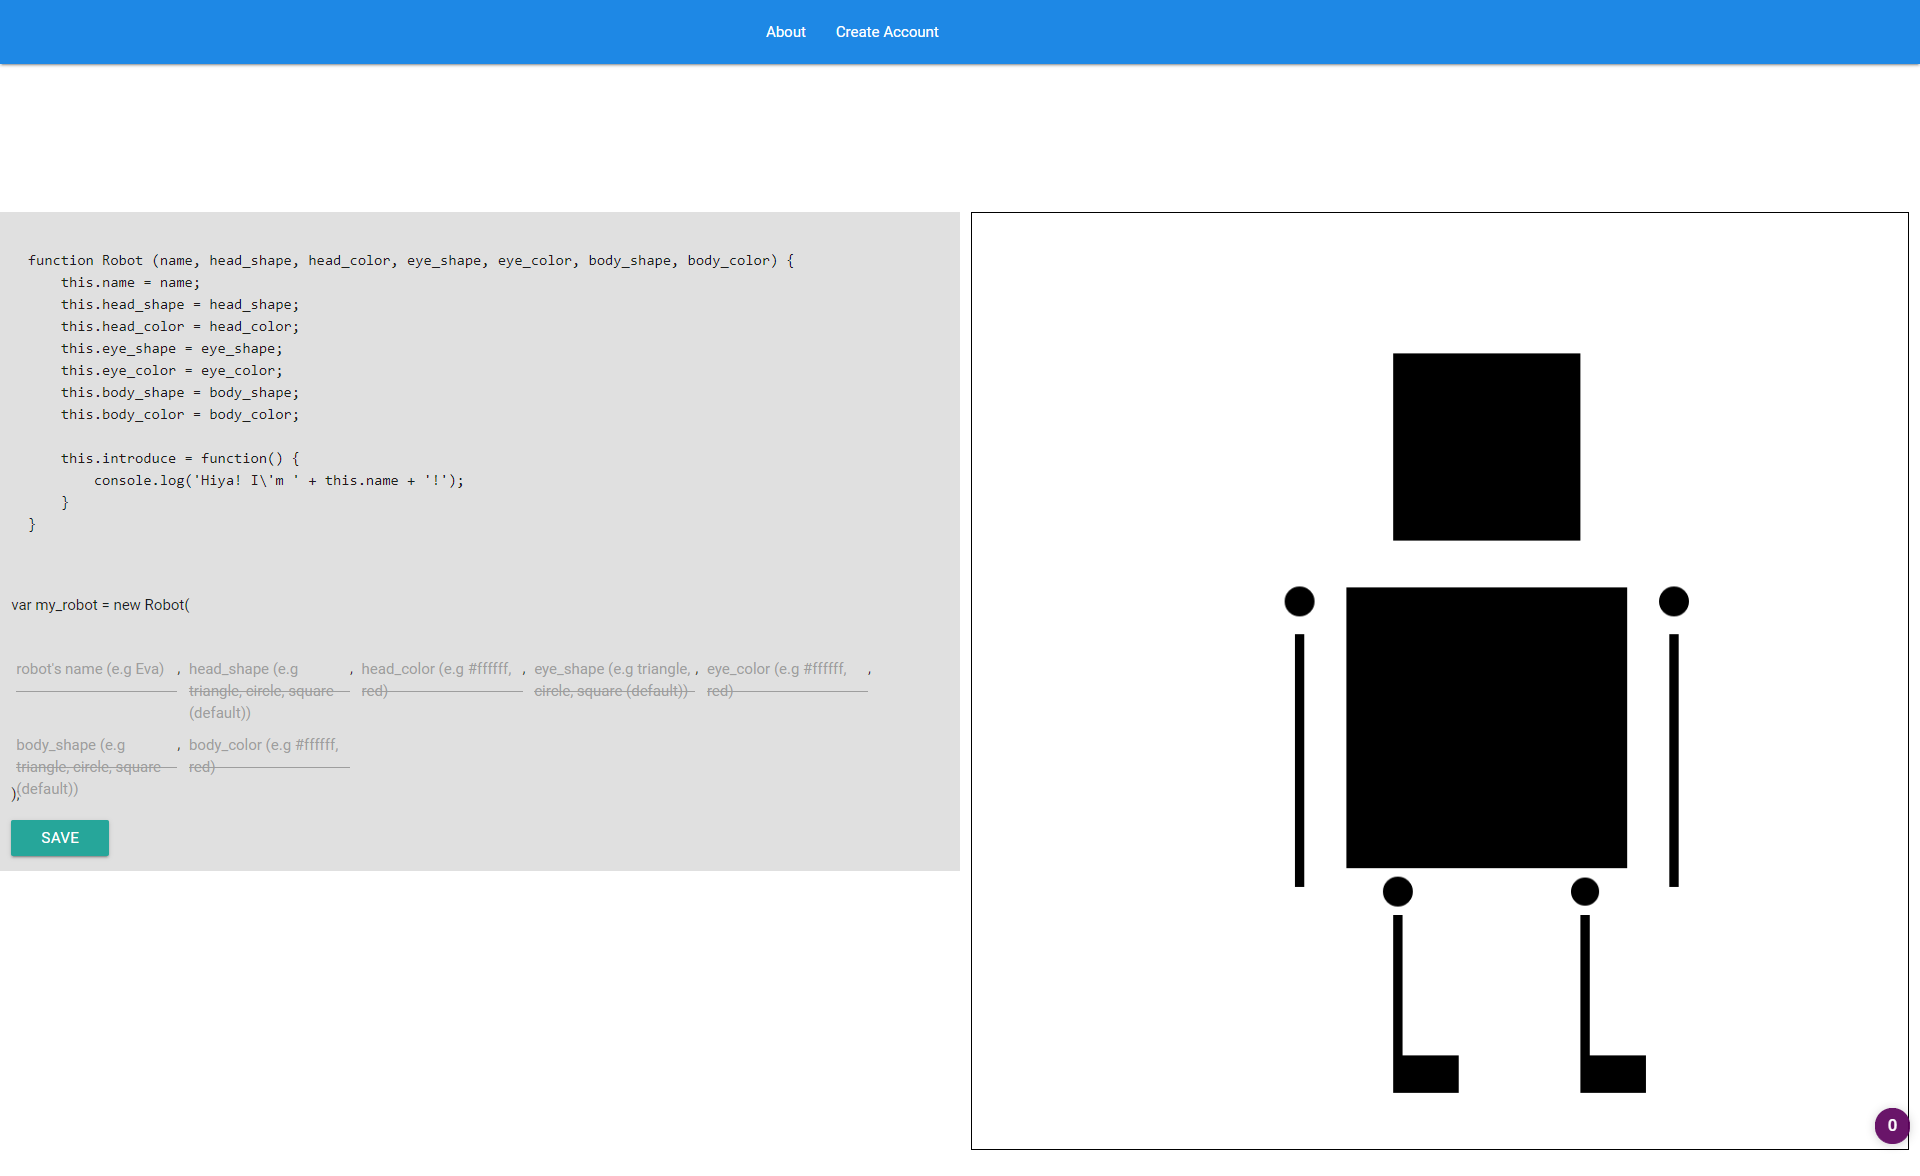 About Create Account
function Robot (name, head_shape, head_color, eye_shape, eye_color, body_shape, body_color) {
this.name = name;
this.head_shape = head_shape;
this.head_color = head_color;
this.eye_shape = eye_shape;
this.eye_color = eye_color;
this.body_shape = body_shape;
this.body_color = body_color;
this.introduce = function() {
console.log('Hiya! I\'m ' + this.name + '!');
}
}
var my_robot = new Robot(
robot's name (e.g Eva) , head_shape (e.g , head_color (e.g #ffffff, , eye_shape (e.g triangle, , eye_color (e.g #ffffff, ,
triangle, circle, square red) circle, square (default)) red)
(default))
body_shape (e.g , body_color (e.g #ffffff,
triangle, circle, square red)
(default))
);
SAVE
0